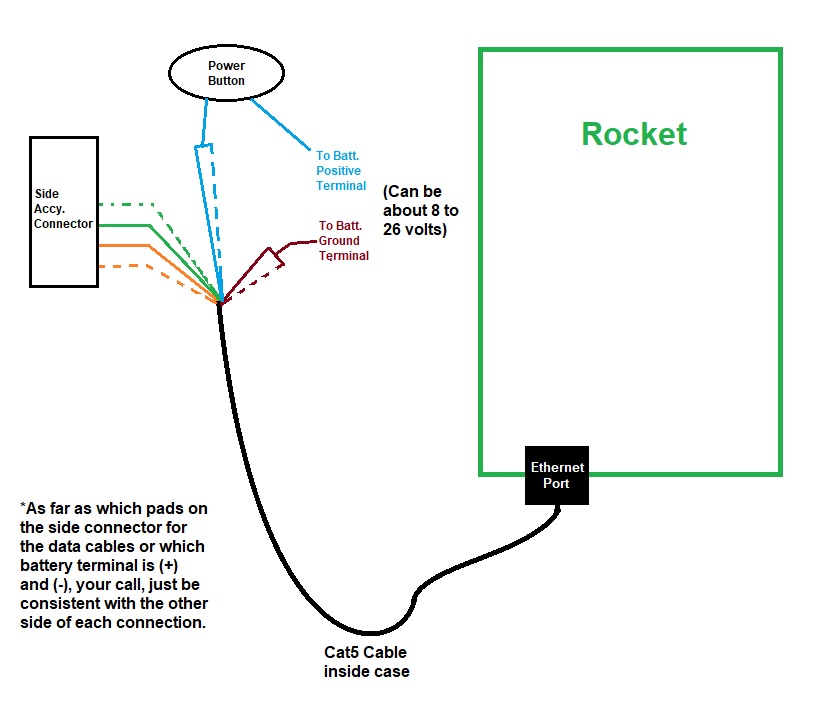 Power
Button
Rocket
To Batt.
Positive
Terminal
(Can be
about 8 to
26 volts)
Side
Accy.
Connector
To Batt.
Ground
Terminal
Ethernet
Port
*As far as which pads on
the side connector for
the data cables or which
battery terminal is (+)
and (-), your call, just be
consistent with the other
side of each connection.
Cat5 Cable
inside case